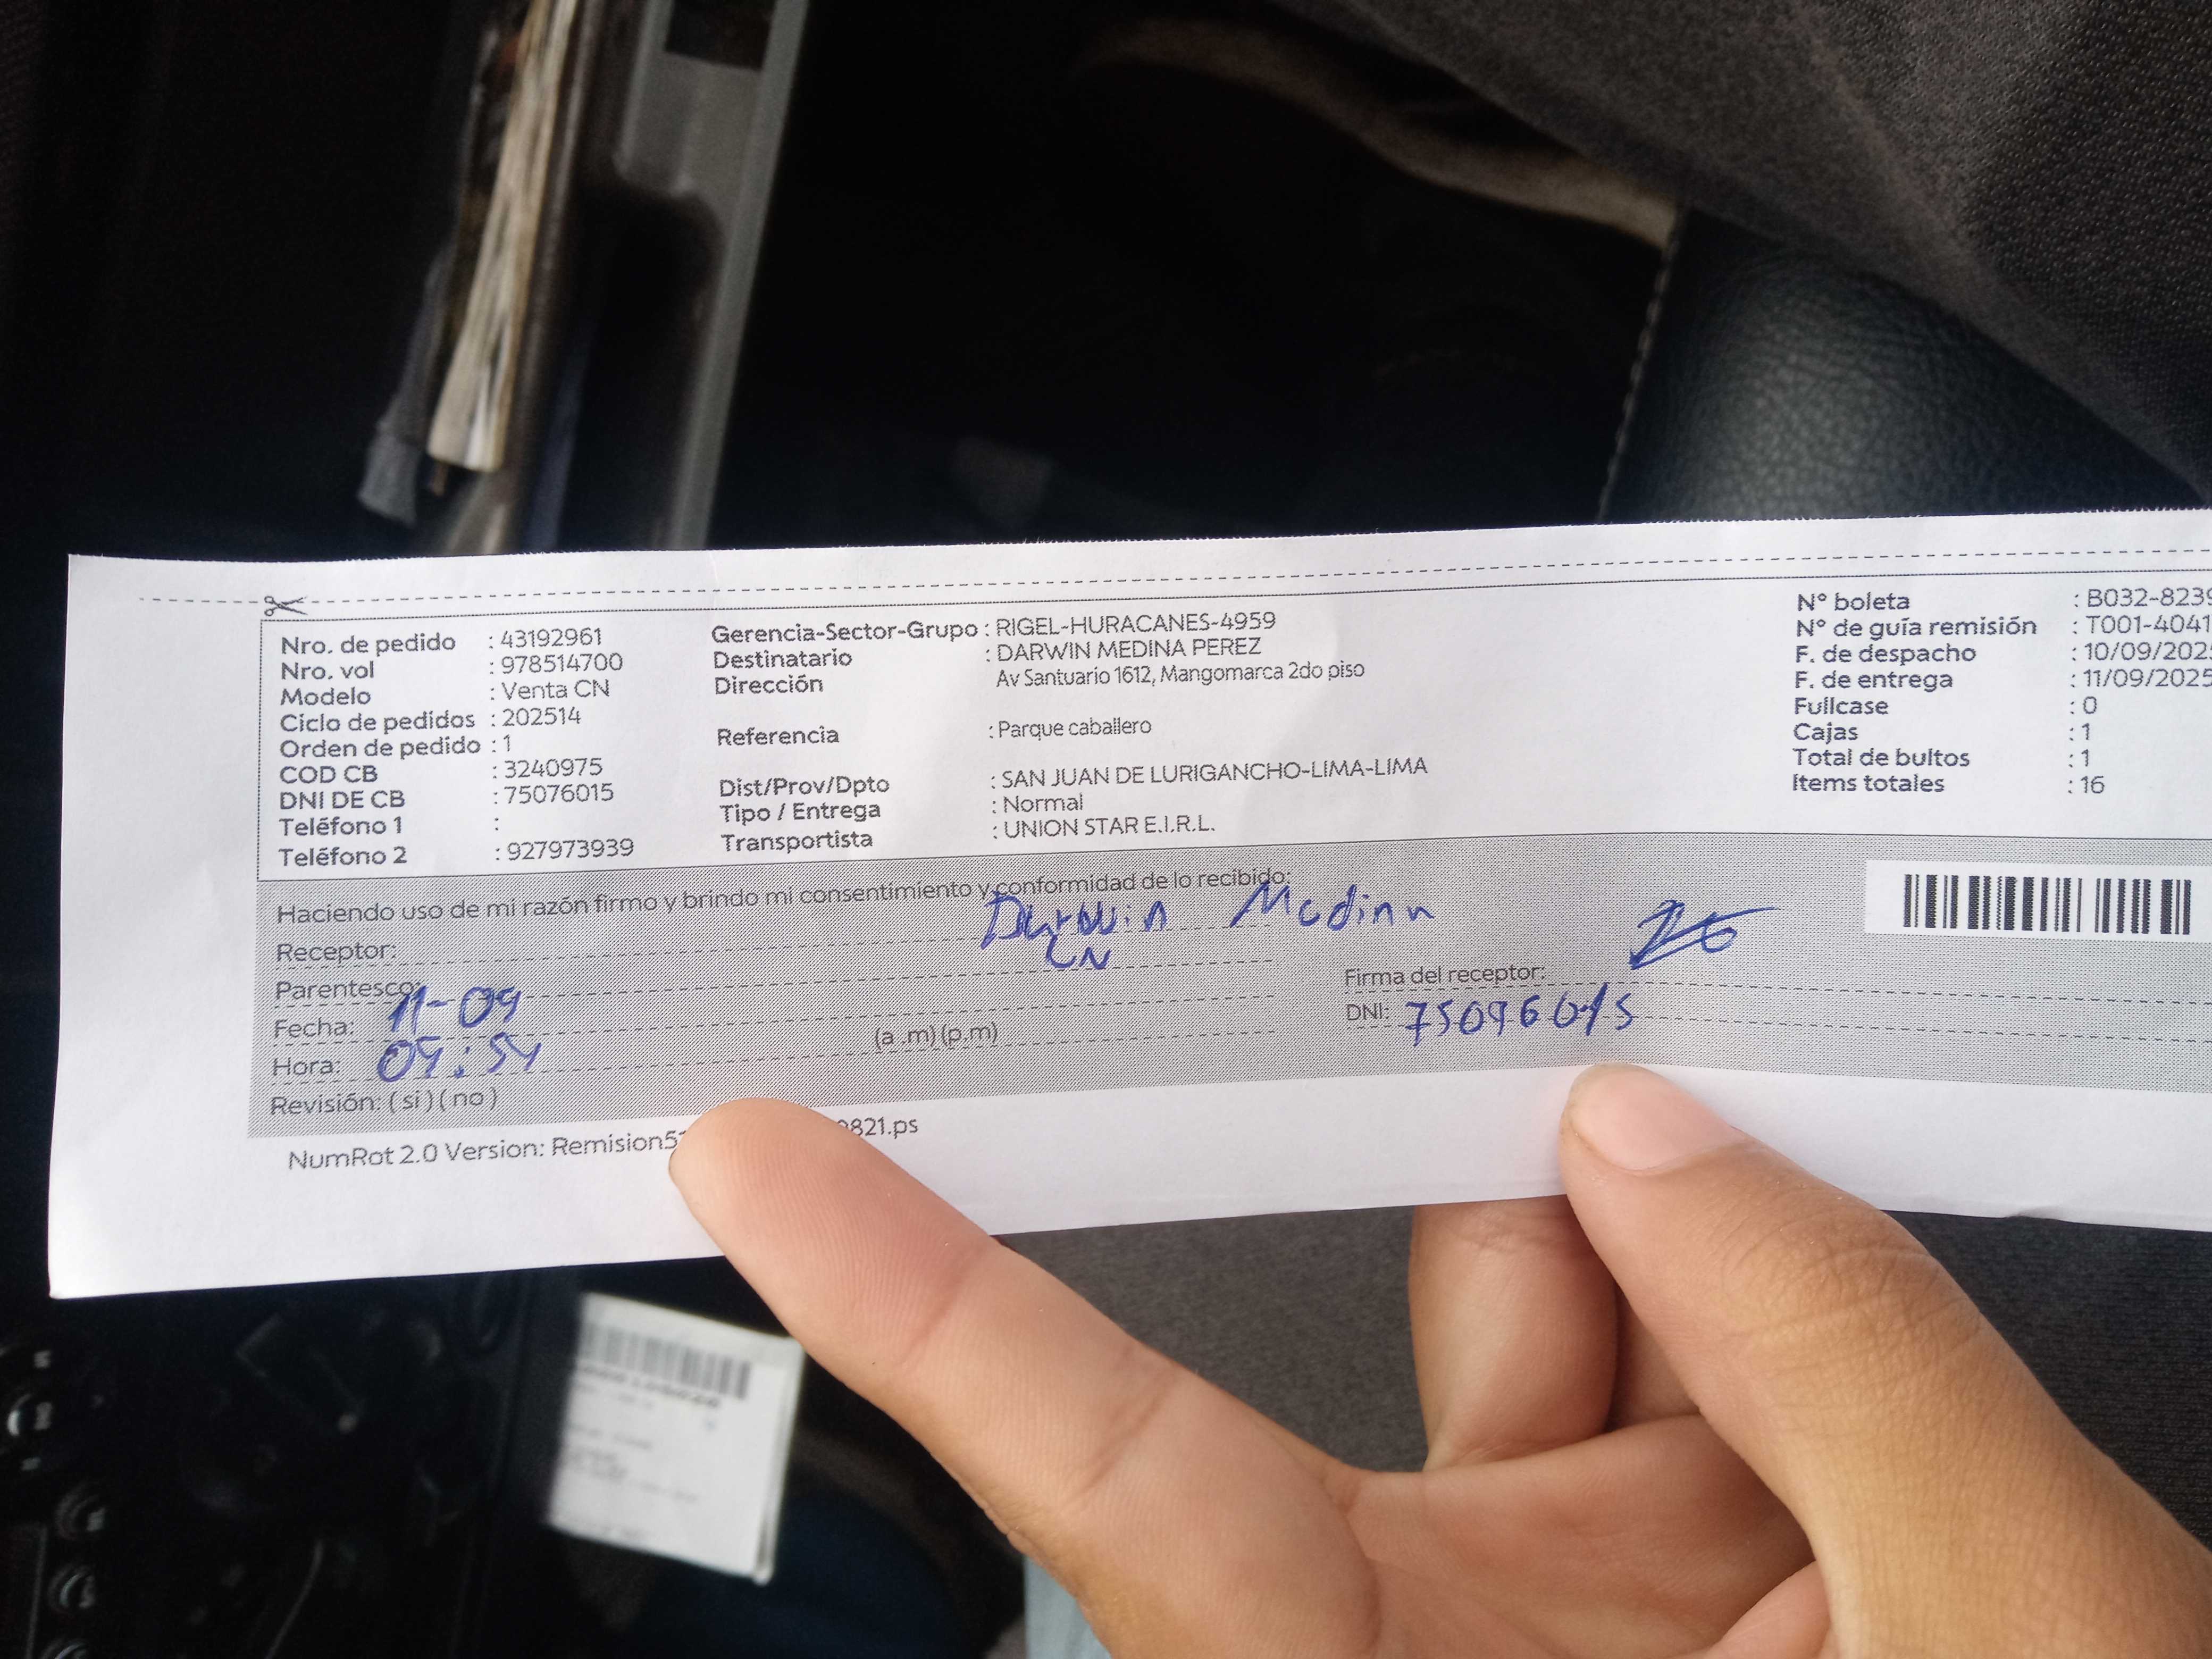 Nro. de pedido : 43192961
Nro. vol : 978514700
Modelo : Venta CN
Ciclo de pedidos : 202514
Orden de pedido : 1
COD CB : 3240975
DNI DE CB : 75076015
Teléfono 1 :
Teléfono 2 : 927973939
Gerencia-Sector-Grupo : RIGEL-HURACANES-4959
Destinatario : DARWIN MEDINA PEREZ
Dirección Av Santuario 1612, Mangomarca 2do piso
Referencia : Parque caballero
Dist/Prov/Dpto : SAN JUAN DE LURIGANCHO-LIMA-LIMA
Tipo / Entrega : Normal
Transportista : UNION STAR E.I.R.L.
N° boleta : B032-8239
N° de guía remisión : T001-4041
F. de despacho : 10/09/202
F. de entrega : 11/09/2025
Fullcase : 0
Cajas : 1
Total de bultos : 1
Items totales : 16
Haciendo uso de mi razón firmo y brindo mi consentimiento y conformidad de lo recibido:
Receptor: Darwin Medina
Parentesco: CN
Fecha: 11-09
Hora: (a .m) (p.m)
Revisión: ( si ) ( no )
Firma del receptor:
DNI:
NumRot 2.0 Version: 821.ps